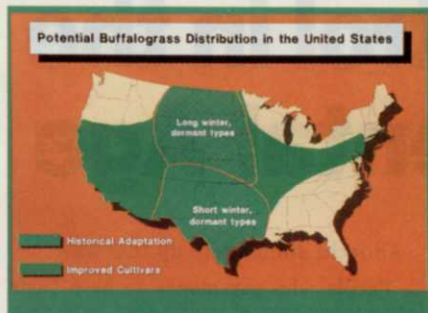 Potential Buffalograss Distribution in the United States
Long winter,
dormant types
Short winter,
dormant types
Historical Adaptation
Improved Cultivars